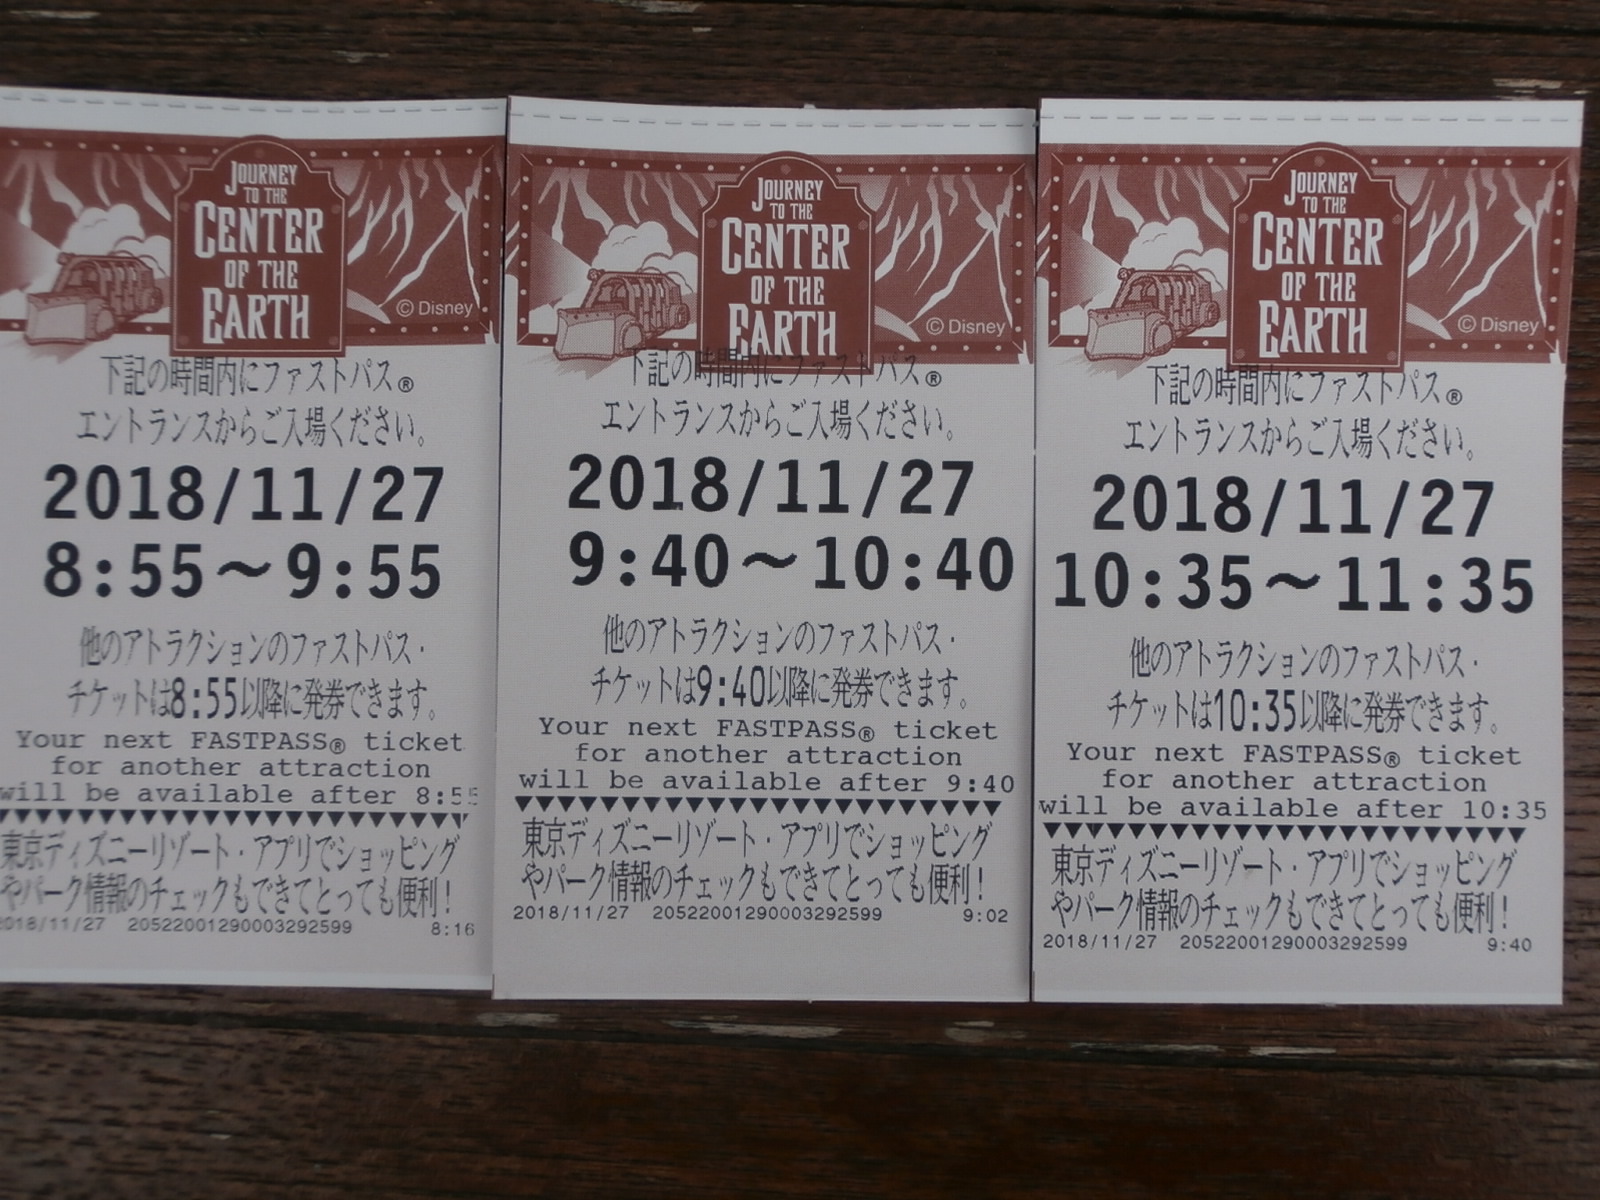 JOURNEY
TO THE
CENTER
OF THE
EARTH
© Disney
下記の時間内にファストパス®
エントランスからご入場ください。
2018/11/27
8:55～9:55
他のアトラクションのファストパス・
チケットは8:55以降に発券できます。
Your next FASTPASS® ticket
for another attraction
will be available after 8:55
▼▼▼▼▼▼▼▼▼▼▼▼▼▼▼▼▼▼▼▼▼▼▼▼
東京ディズニーリゾート・アプリでショッピング
やパーク情報のチェックもできてとっても便利!
2018/11/27 20522001290003292599 8:16
JOURNEY
TO THE
CENTER
OF THE
EARTH
© Disney
下記の時間内にファストパス®
エントランスからご入場ください。
2018/11/27
9:40～10:40
他のアトラクションのファストパス・
チケットは9:40以降に発券できます。
Your next FASTPASS® ticket
for another attraction
will be available after 9:40
▼▼▼▼▼▼▼▼▼▼▼▼▼▼▼▼▼▼▼▼▼▼▼▼
東京ディズニーリゾート・アプリでショッピング
やパーク情報のチェックもできてとっても便利!
2018/11/27 20522001290003292599 9:02
JOURNEY
TO THE
CENTER
OF THE
EARTH
© Disney
下記の時間内にファストパス®
エントランスからご入場ください。
2018/11/27
10:35～11:35
他のアトラクションのファストパス・
チケットは10:35以降に発券できます。
Your next FASTPASS® ticket
for another attraction
will be available after 10:35
▼▼▼▼▼▼▼▼▼▼▼▼▼▼▼▼▼▼▼▼▼▼▼▼
東京ディズニーリゾート・アプリでショッピング
やパーク情報のチェックもできてとっても便利!
2018/11/27 20522001290003292599 9:40